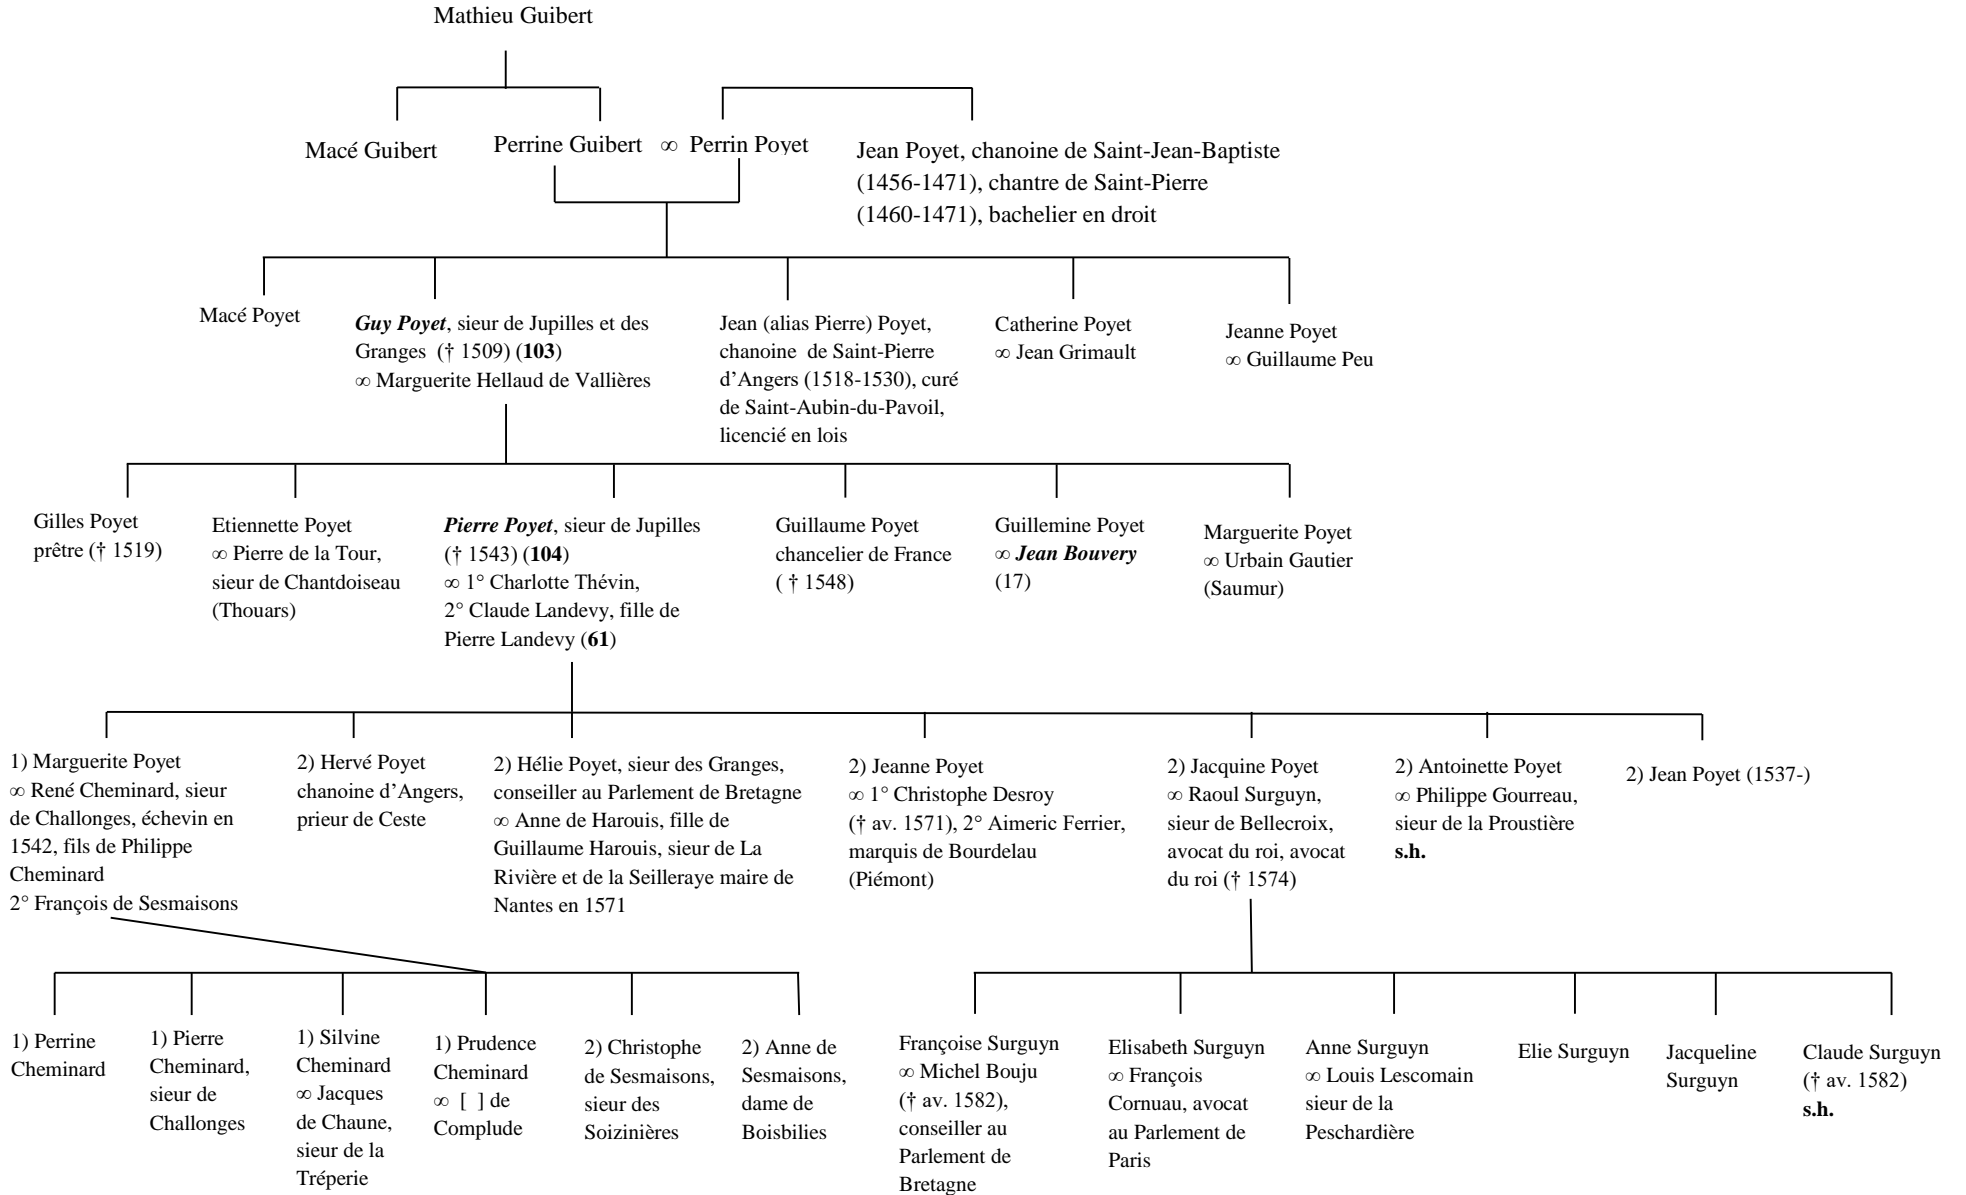 Mathieu Guibert
Macé Guibert
Perrine Guibert ∞ Perrin Poyet
Jean Poyet, chanoine de Saint-Jean-Baptiste
(1456-1471), chantre de Saint-Pierre
(1460-1471), bachelier en droit
Macé Poyet
Guy Poyet, sieur de Jupilles et des
Granges († 1509) (103)
∞ Marguerite Hellaud de Vallières
Jean (alias Pierre) Poyet,
chanoine de Saint-Pierre
d’Angers (1518-1530), curé
de Saint-Aubin-du-Pavoil,
licencié en lois
Catherine Poyet
∞ Jean Grimault
Jeanne Poyet
∞ Guillaume Peu
Gilles Poyet
prêtre († 1519)
Etiennette Poyet
∞ Pierre de la Tour,
sieur de Chantdoiseau
(Thouars)
Pierre Poyet, sieur de Jupilles
(† 1543) (104)
∞ 1° Charlotte Thévin,
2° Claude Landevy, fille de
Pierre Landevy (61)
Guillaume Poyet
chancelier de France
( † 1548)
Guillemine Poyet
∞ Jean Bouvery
(17)
Marguerite Poyet
∞ Urbain Gautier
(Saumur)
1) Marguerite Poyet
∞ René Cheminard, sieur
de Challonges, échevin en
1542, fils de Philippe
Cheminard
2° François de Sesmaisons
2) Hervé Poyet
chanoine d’Angers,
prieur de Ceste
2) Hélie Poyet, sieur des Granges,
conseiller au Parlement de Bretagne
∞ Anne de Harouis, fille de
Guillaume Harouis, sieur de La
Rivière et de la Seilleraye maire de
Nantes en 1571
2) Jeanne Poyet
∞ 1° Christophe Desroy
(† av. 1571), 2° Aimeric Ferrier,
marquis de Bourdelau
(Piémont)
2) Jacquine Poyet
∞ Raoul Surguyn,
sieur de Bellecroix,
avocat du roi, avocat
du roi († 1574)
2) Antoinette Poyet
∞ Philippe Gourreau,
sieur de la Proustière
s.h.
2) Jean Poyet (1537-)
1) Perrine
Cheminard
1) Pierre
Cheminard,
sieur de
Challonges
1) Silvine
Cheminard
∞ Jacques
de Chaune,
sieur de la
Tréperie
1) Prudence
Cheminard
∞ [ ] de
Complude
2) Christophe
de Sesmaisons,
sieur des
Soizinières
2) Anne de
Sesmaisons,
dame de
Boisbilies
Françoise Surguyn
∞ Michel Bouju
(† av. 1582),
conseiller au
Parlement de
Bretagne
Elisabeth Surguyn
∞ François
Cornuau, avocat
au Parlement de
Paris
Anne Surguyn
∞ Louis Lescomain
sieur de la
Peschardière
Elie Surguyn
Jacqueline
Surguyn
Claude Surguyn
(† av. 1582)
s.h.